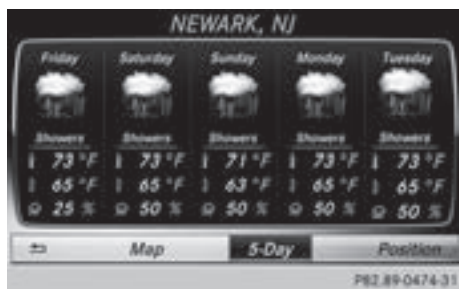 NEWARK, NJ
Friday Saturday Sunday Monday Tuesday
Showers Showers Showers Showers Showers
73 °F 73 °F 71 °F 73 °F 73 °F
65 °F 65 °F 63 °F 65 °F 65 °F
25 % 50 % 50 % 50 % 50 %
Map 5-Day Position
P82.89-0474-31